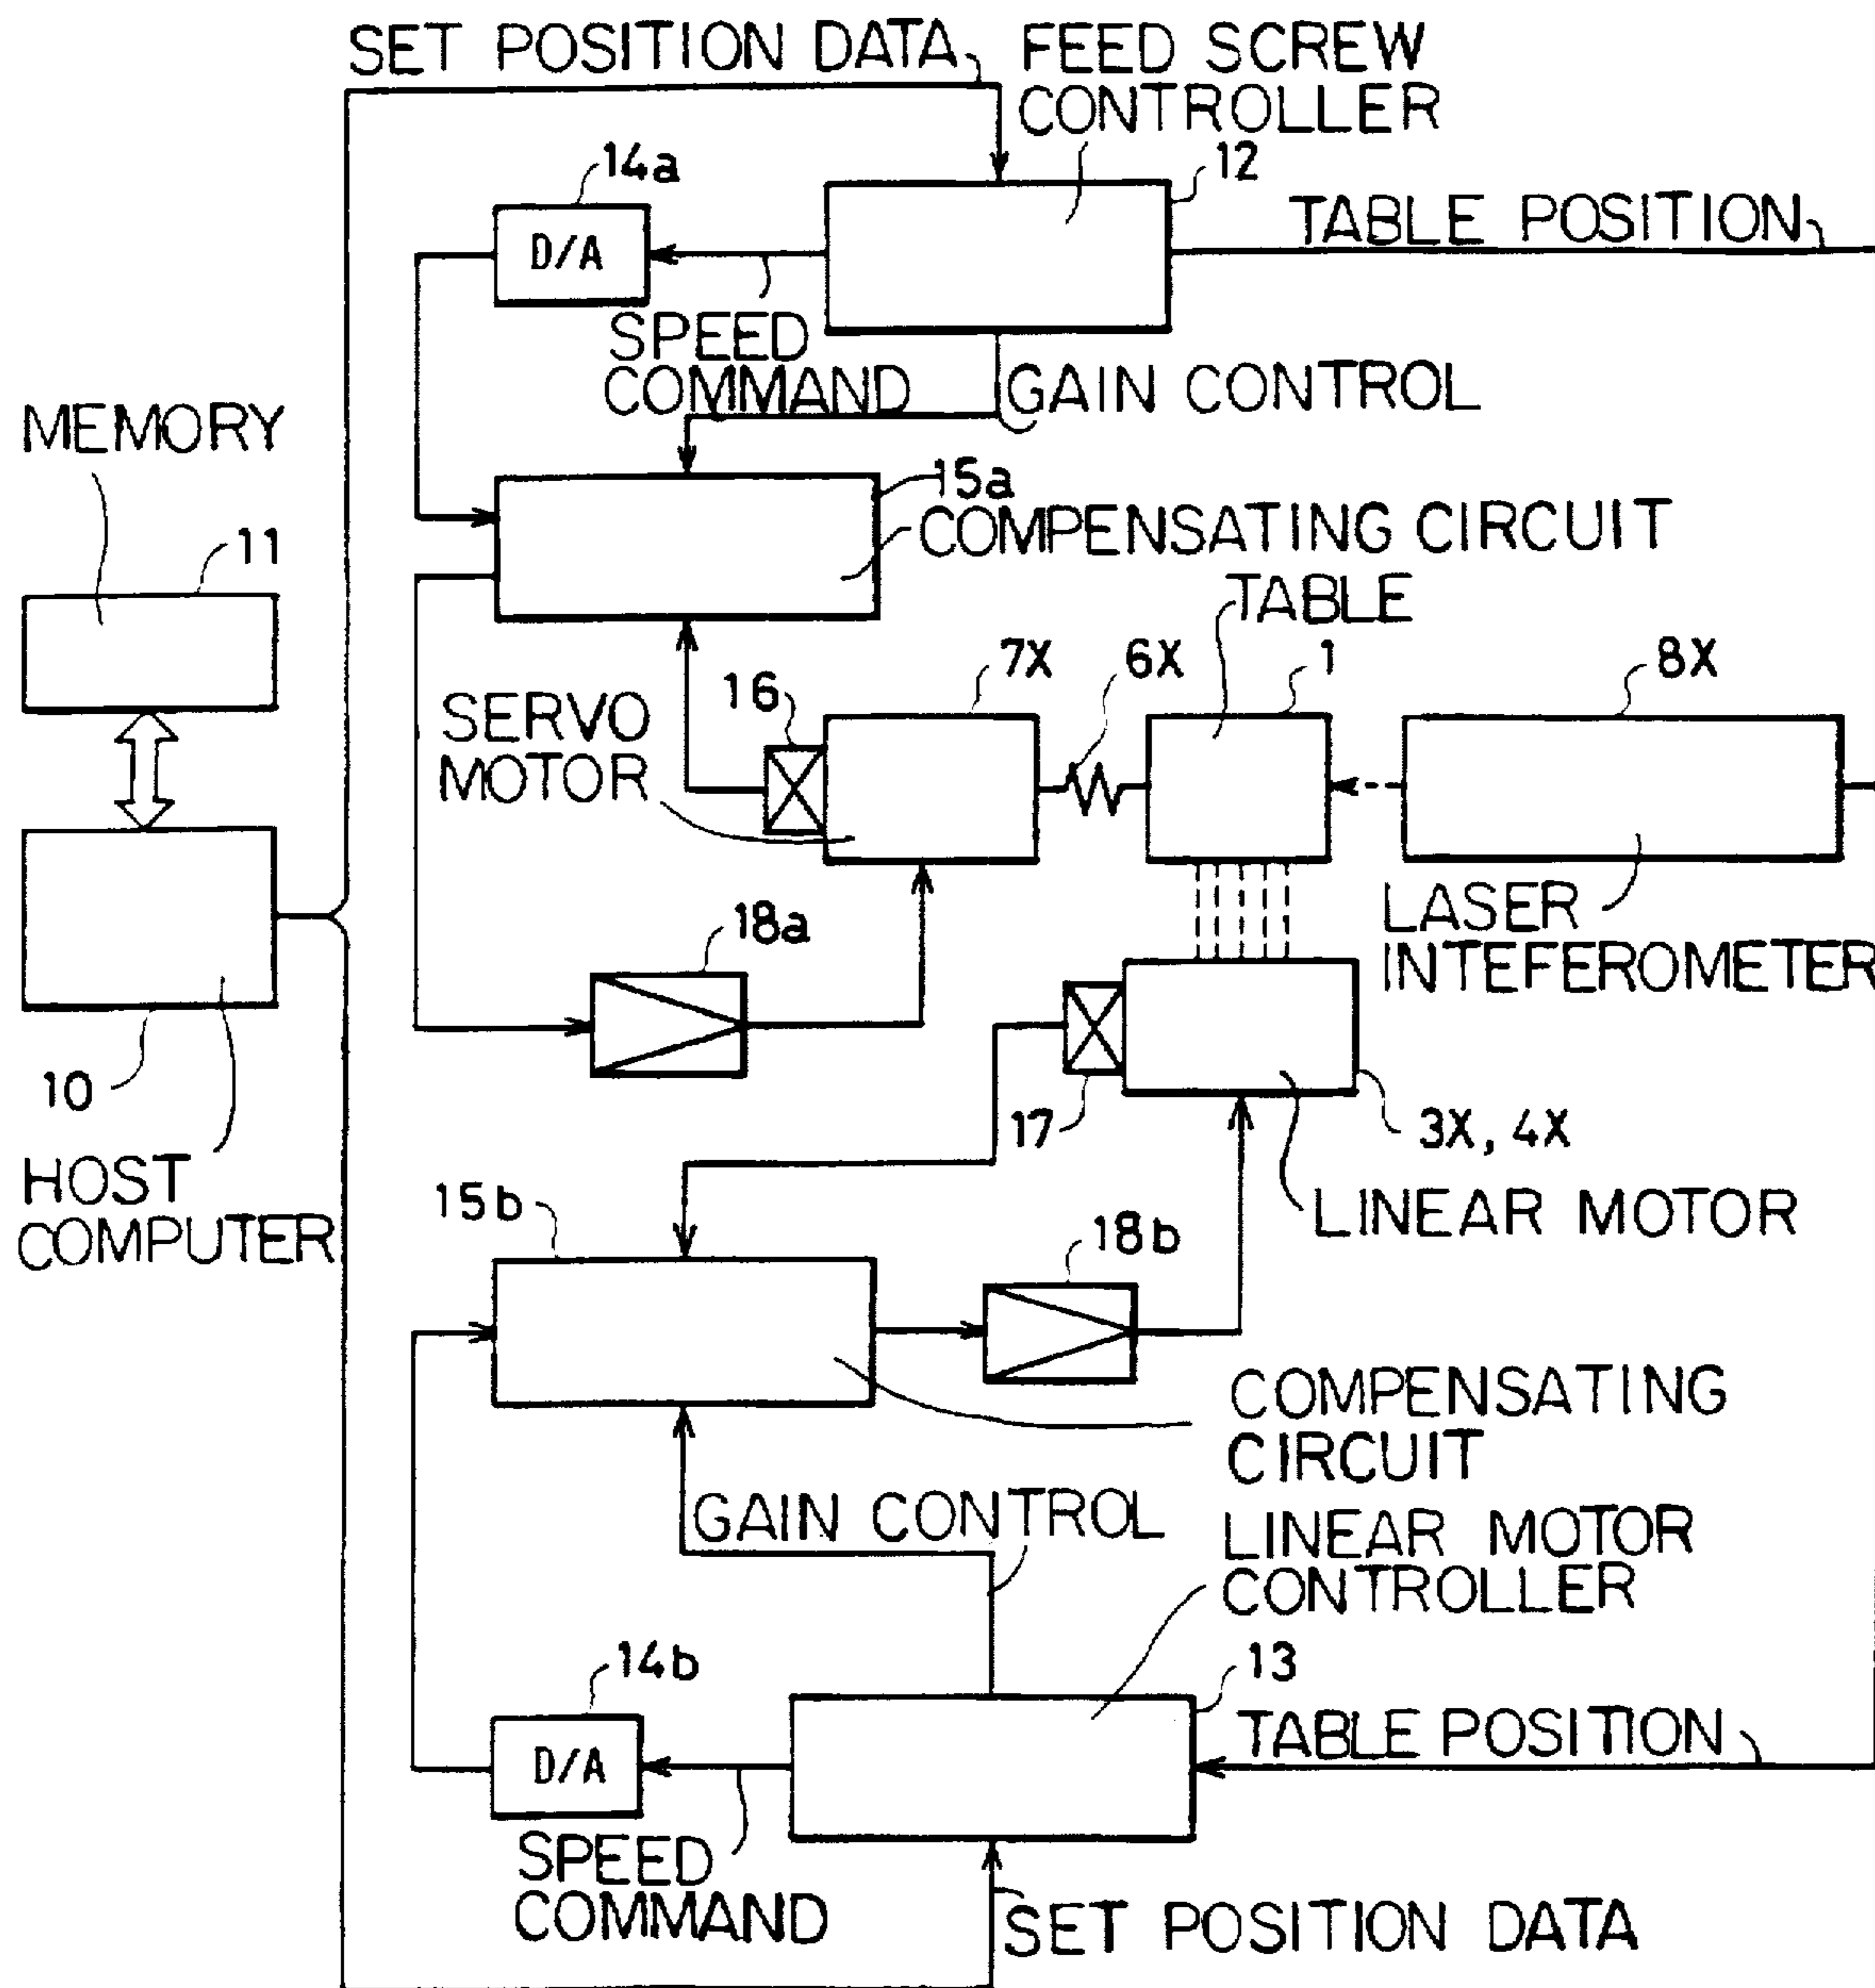 SET POSITION DATA
FEED SCREW
CONTROLLER
14a
12
D/A
TABLE POSITION
SPEED
COMMAND
GAIN CONTROL
MEMORY
15a
COMPENSATING CIRCUIT
11
TABLE
7X
6X
1
8X
16
SERVO
MOTOR
18a
LASER
INTEFEROMETER
10
17
3X, 4X
HOST
COMPUTER
15b
LINEAR MOTOR
18b
COMPENSATING
CIRCUIT
GAIN CONTROL
LINEAR MOTOR
CONTROLLER
14b
13
D/A
TABLE POSITION
SPEED
COMMAND
SET POSITION DATA